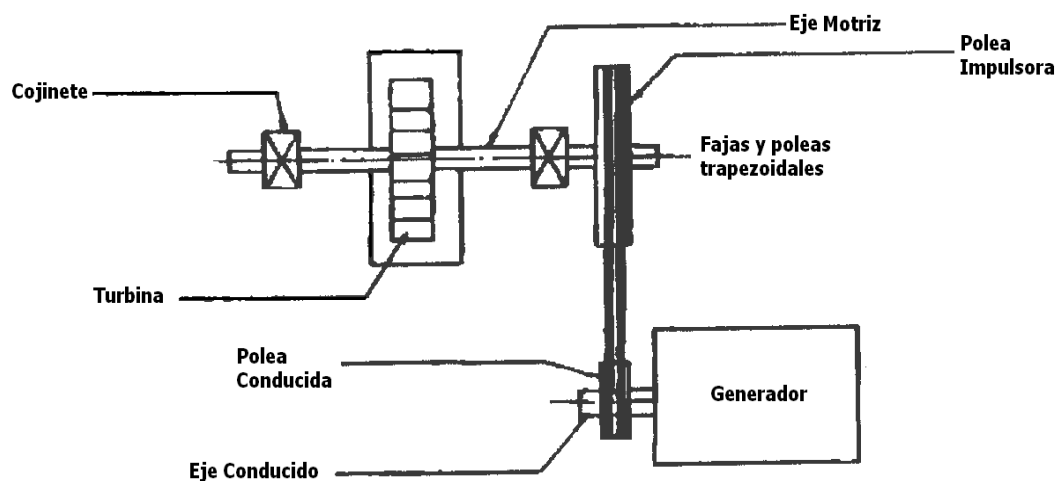 Eje Motriz
Polea
Impulsora
Cojinete
Fajas y poleas
trapezoidales
Turbina
Polea
Conducida
Generador
Eje Conducido